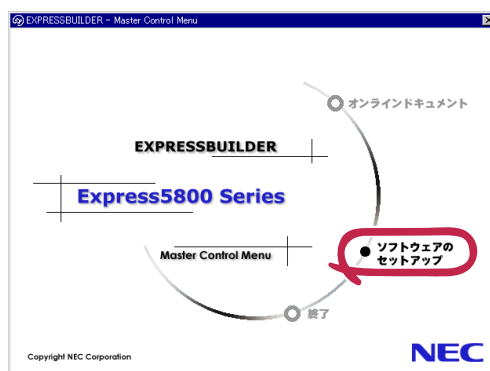 EXPRESSBUILDER - Master Control Menu
オンラインドキュメント
EXPRESSBUILDER
Express5800 Series
ソフトウェアの
セットアップ
Master Control Menu
終了
Copyright NEC Corporation
NEC